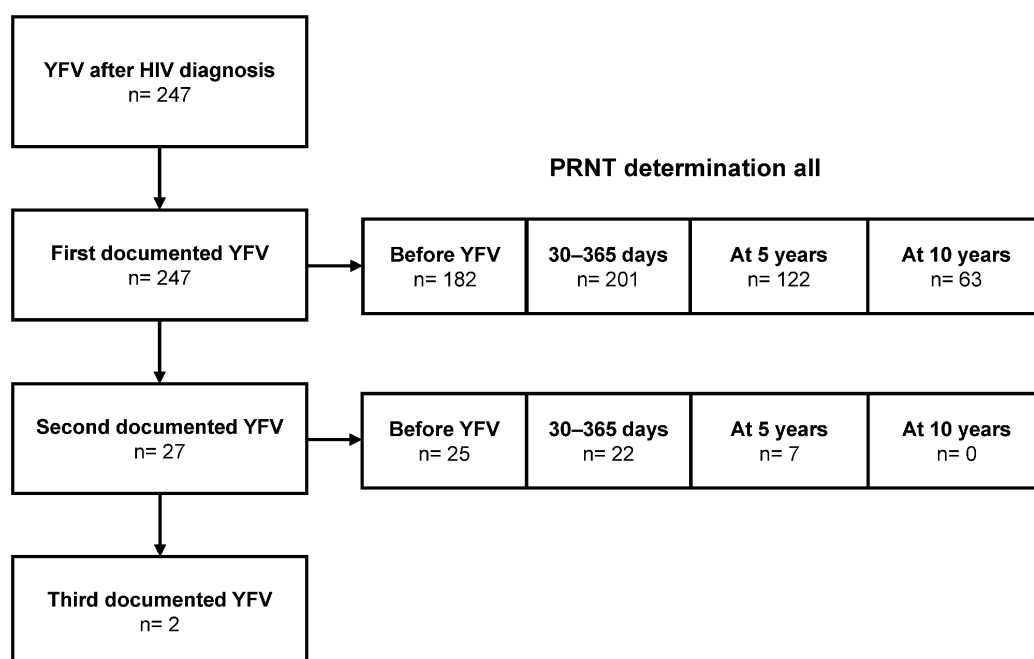 YFV after HIV diagnosis
n= 247
PRNT determination all
First documented YFV
n= 247
Before YFV
n= 182
30–365 days
n= 201
At 5 years
n= 122
At 10 years
n= 63
Second documented YFV
n= 27
Before YFV
n= 25
30–365 days
n= 22
At 5 years
n= 7
At 10 years
n= 0
Third documented YFV
n= 2